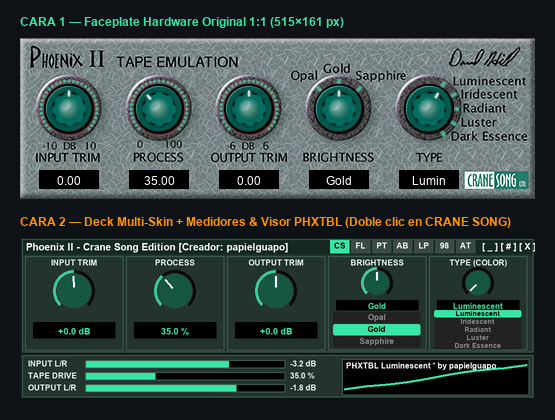 CARA 1 — Faceplate Hardware Original 1:1 (515×161 px)
PHOENIX II TAPE EMULATION
Opal Gold Sapphire
Luminescent
Iridescent
Radiant
Luster
Dark Essence
-10 DB 10
0 100
-6 DB 6
INPUT TRIM PROCESS OUTPUT TRIM BRIGHTNESS TYPE
0.00 35.00 0.00 Gold Lumin
CRANE SONG LTD.
CARA 2 — Deck Multi-Skin + Medidores & Visor PHXTBL (Doble clic en CRANE SONG)
Phoenix II - Crane Song Edition [Creador: papielguapo] CS FL PT AB LP 98 AT [_][#][X]
INPUT TRIM PROCESS OUTPUT TRIM BRIGHTNESS TYPE (COLOR)
+0.0 dB 35.0 % +0.0 dB
Gold
Opal
Gold
Sapphire
Luminescent
Luminescent
Iridescent
Radiant
Luster
Dark Essence
INPUT L/R -3.2 dB
TAPE DRIVE 35.0 %
OUTPUT L/R -1.8 dB
PHXTBL Luminescent * by papielguapo